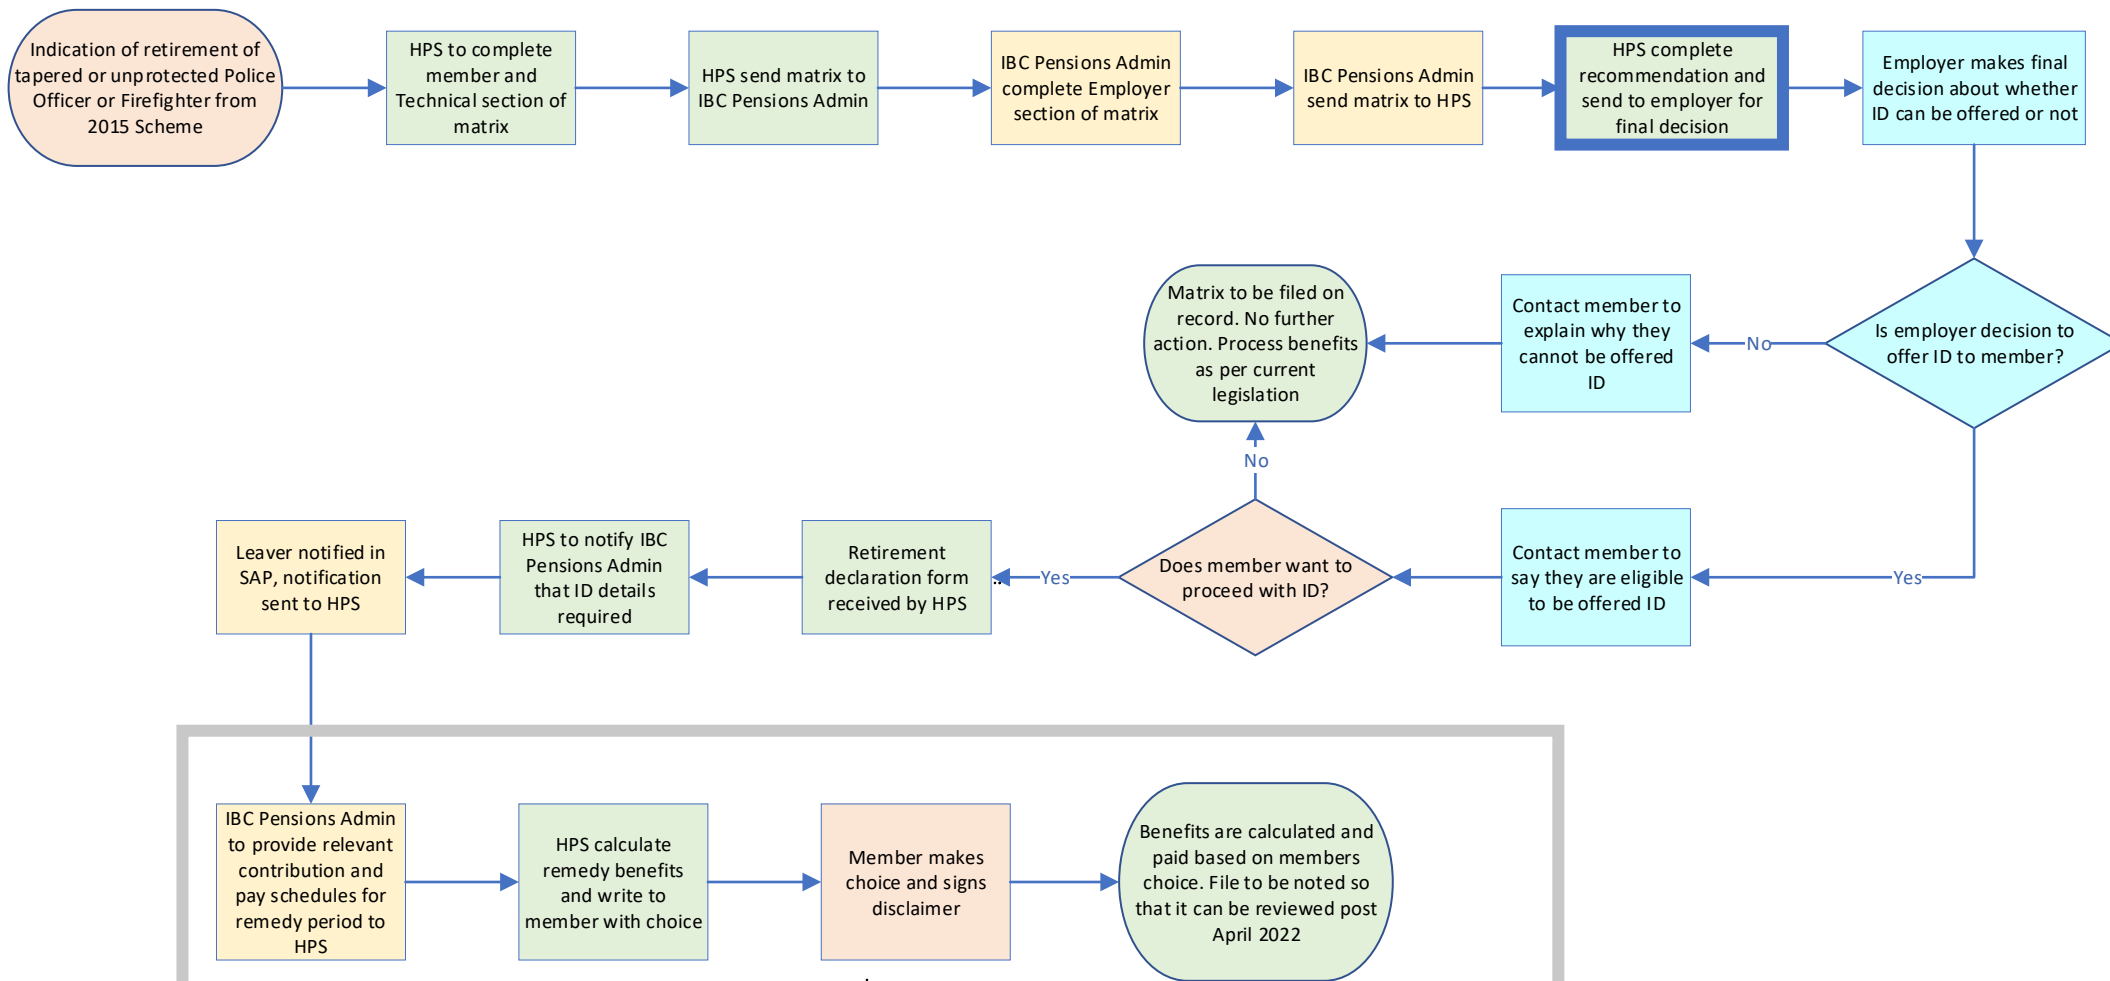 Indication of retirement of
tapered or unprotected Police
Officer or Firefighter from
2015 Scheme
HPS to complete
member and
Technical section of
matrix
HPS send matrix to
IBC Pensions Admin
IBC Pensions Admin
complete Employer
section of matrix
IBC Pensions Admin
send matrix to HPS
HPS complete
recommendation and
send to employer for
final decision
Employer makes final
decision about whether
ID can be offered or not
Is employer decision to
offer ID to member?
No
Contact member to
explain why they
cannot be offered
ID
Matrix to be filed on
record. No further
action. Process benefits
as per current
legislation
Yes
Contact member to
say they are eligible
to be offered ID
Does member want to
proceed with ID?
No
Yes
Retirement
declaration form
received by HPS
HPS to notify IBC
Pensions Admin
that ID details
required
Leaver notified in
SAP, notification
sent to HPS
IBC Pensions Admin
to provide relevant
contribution and
pay schedules for
remedy period to
HPS
HPS calculate
remedy benefits
and write to
member with choice
Member makes
choice and signs
disclaimer
Benefits are calculated and
paid based on members
choice. File to be noted so
that it can be reviewed post
April 2022